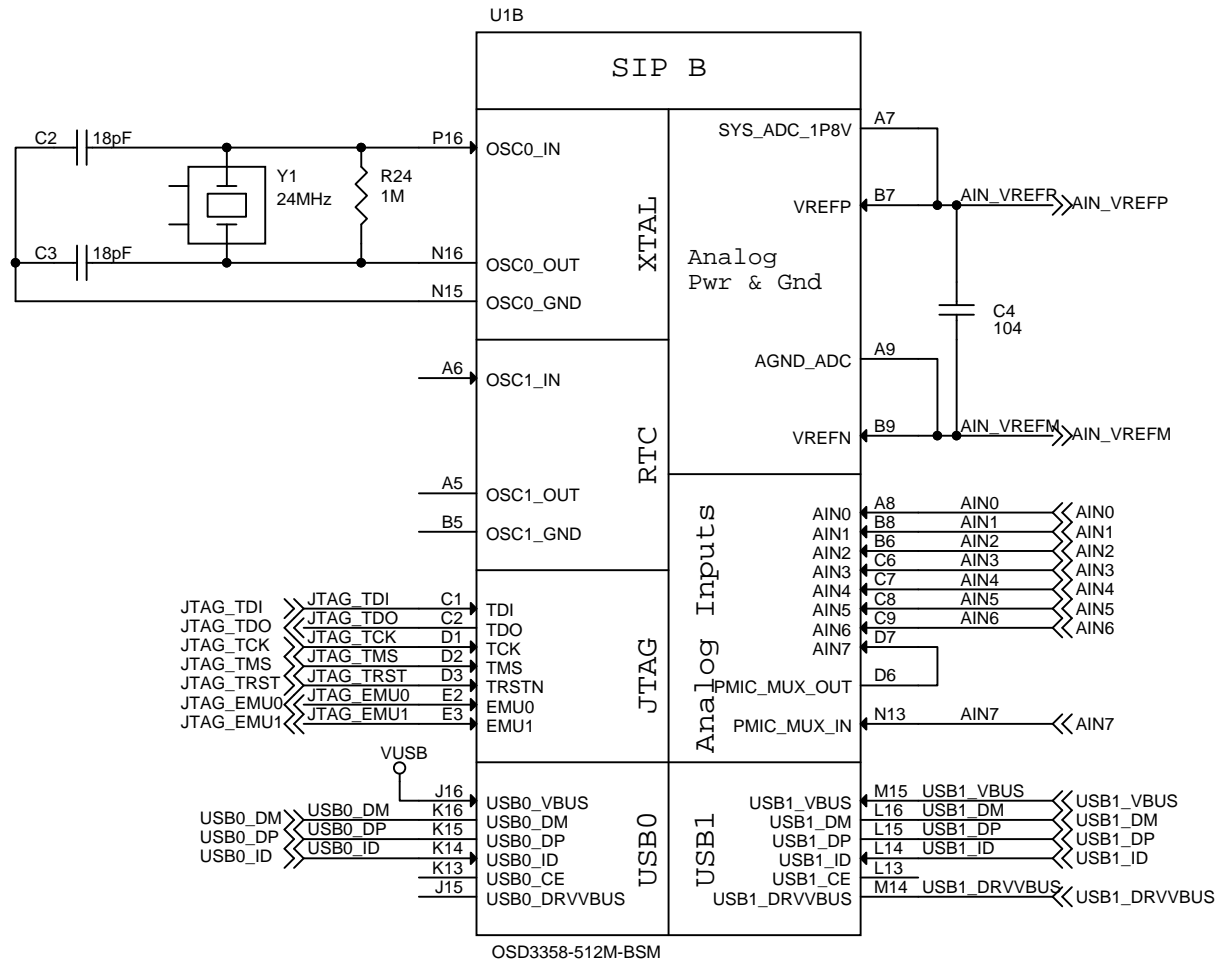 U1B
SIP B
C2 18pF
Y1
24MHz
R24
1M
P16 OSC0_IN
C3 18pF
N16 OSC0_OUT
N15 OSC0_GND
XTAL
A6 OSC1_IN
A5 OSC1_OUT
B5 OSC1_GND
RTC
JTAG_TDI JTAG_TDI C1 TDI
JTAG_TDO JTAG_TDO C2 TDO
JTAG_TCK JTAG_TCK D1 TCK
JTAG_TMS JTAG_TMS D2 TMS
JTAG_TRST JTAG_TRST D3 TRSTN
JTAG_EMU0 JTAG_EMU0 E2 EMU0
JTAG_EMU1 JTAG_EMU1 E3 EMU1
JTAG
VUSB
J16 USB0_VBUS
USB0_DM USB0_DM K16 USB0_DM
USB0_DP USB0_DP K15 USB0_DP
USB0_ID USB0_ID K14 USB0_ID
K13 USB0_CE
J15 USB0_DRVVBUS
USB0
SYS_ADC_1P8V A7
VREFP B7 AIN_VREFP AIN_VREFP
Analog
Pwr & Gnd
C4
104
AGND_ADC A9
VREFN B9 AIN_VREFM AIN_VREFM
Analog Inputs
AIN0 A8 AIN0 AIN0
AIN1 B8 AIN1 AIN1
AIN2 B6 AIN2 AIN2
AIN3 C6 AIN3 AIN3
AIN4 C7 AIN4 AIN4
AIN5 C8 AIN5 AIN5
AIN6 C9 AIN6 AIN6
AIN7 D7
PMIC_MUX_OUT D6
PMIC_MUX_IN N13 AIN7 AIN7
USB1
USB1_VBUS M15 USB1_VBUS USB1_VBUS
USB1_DM L16 USB1_DM USB1_DM
USB1_DP L15 USB1_DP USB1_DP
USB1_ID L14 USB1_ID USB1_ID
USB1_CE L13
USB1_DRVVBUS M14 USB1_DRVVBUS USB1_DRVVBUS
OSD3358-512M-BSM